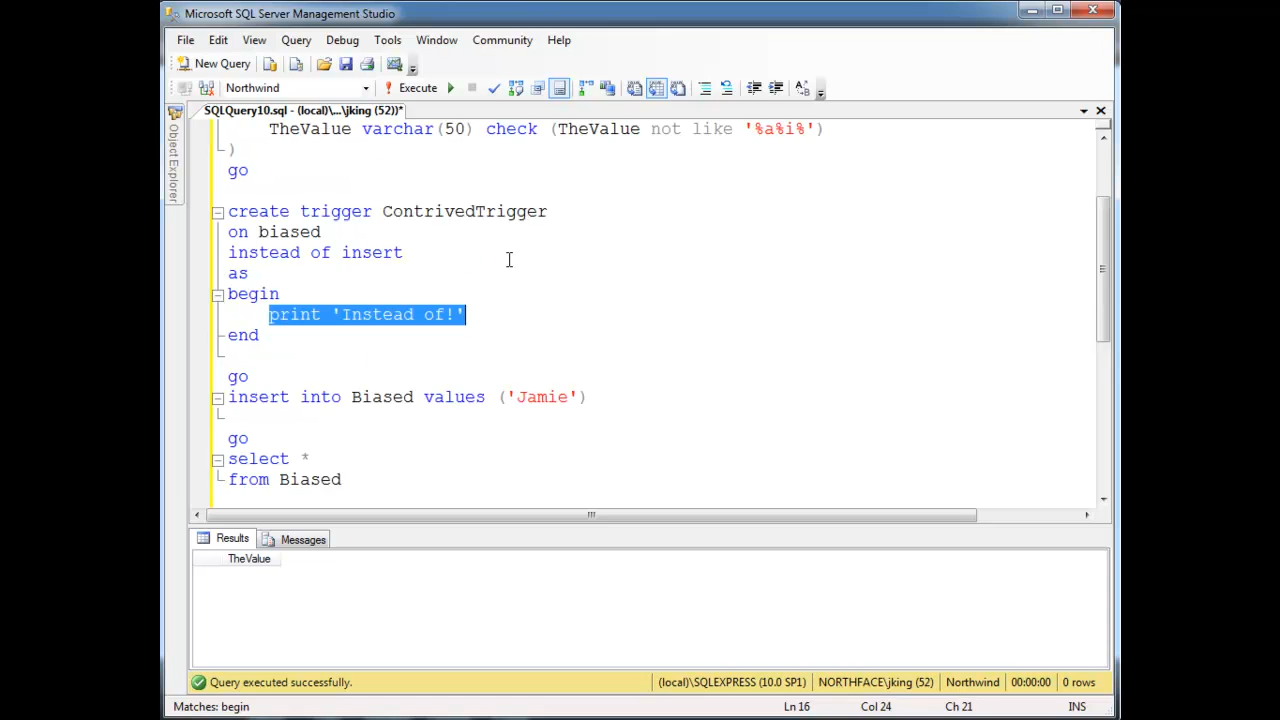 Microsoft SQL Server Management Studio
File Edit View Query Debug Tools Window Community Help
New Query
Northwind Execute
SQLQuery10.sql - (local)\...\jking (52))*
Object Explorer
TheValue varchar(50) check (TheValue not like '%a%i%')
)
go
create trigger ContrivedTrigger
on biased
instead of insert
as
begin
print 'Instead of!'
end
go
insert into Biased values ('Jamie')
go
select *
from Biased
Results Messages
TheValue
Query executed successfully. (local)\SQLEXPRESS (10.0 SP1) NORTHFACE\jking (52) Northwind 00:00:00 0 rows
Matches: begin Ln 16 Col 24 Ch 21 INS